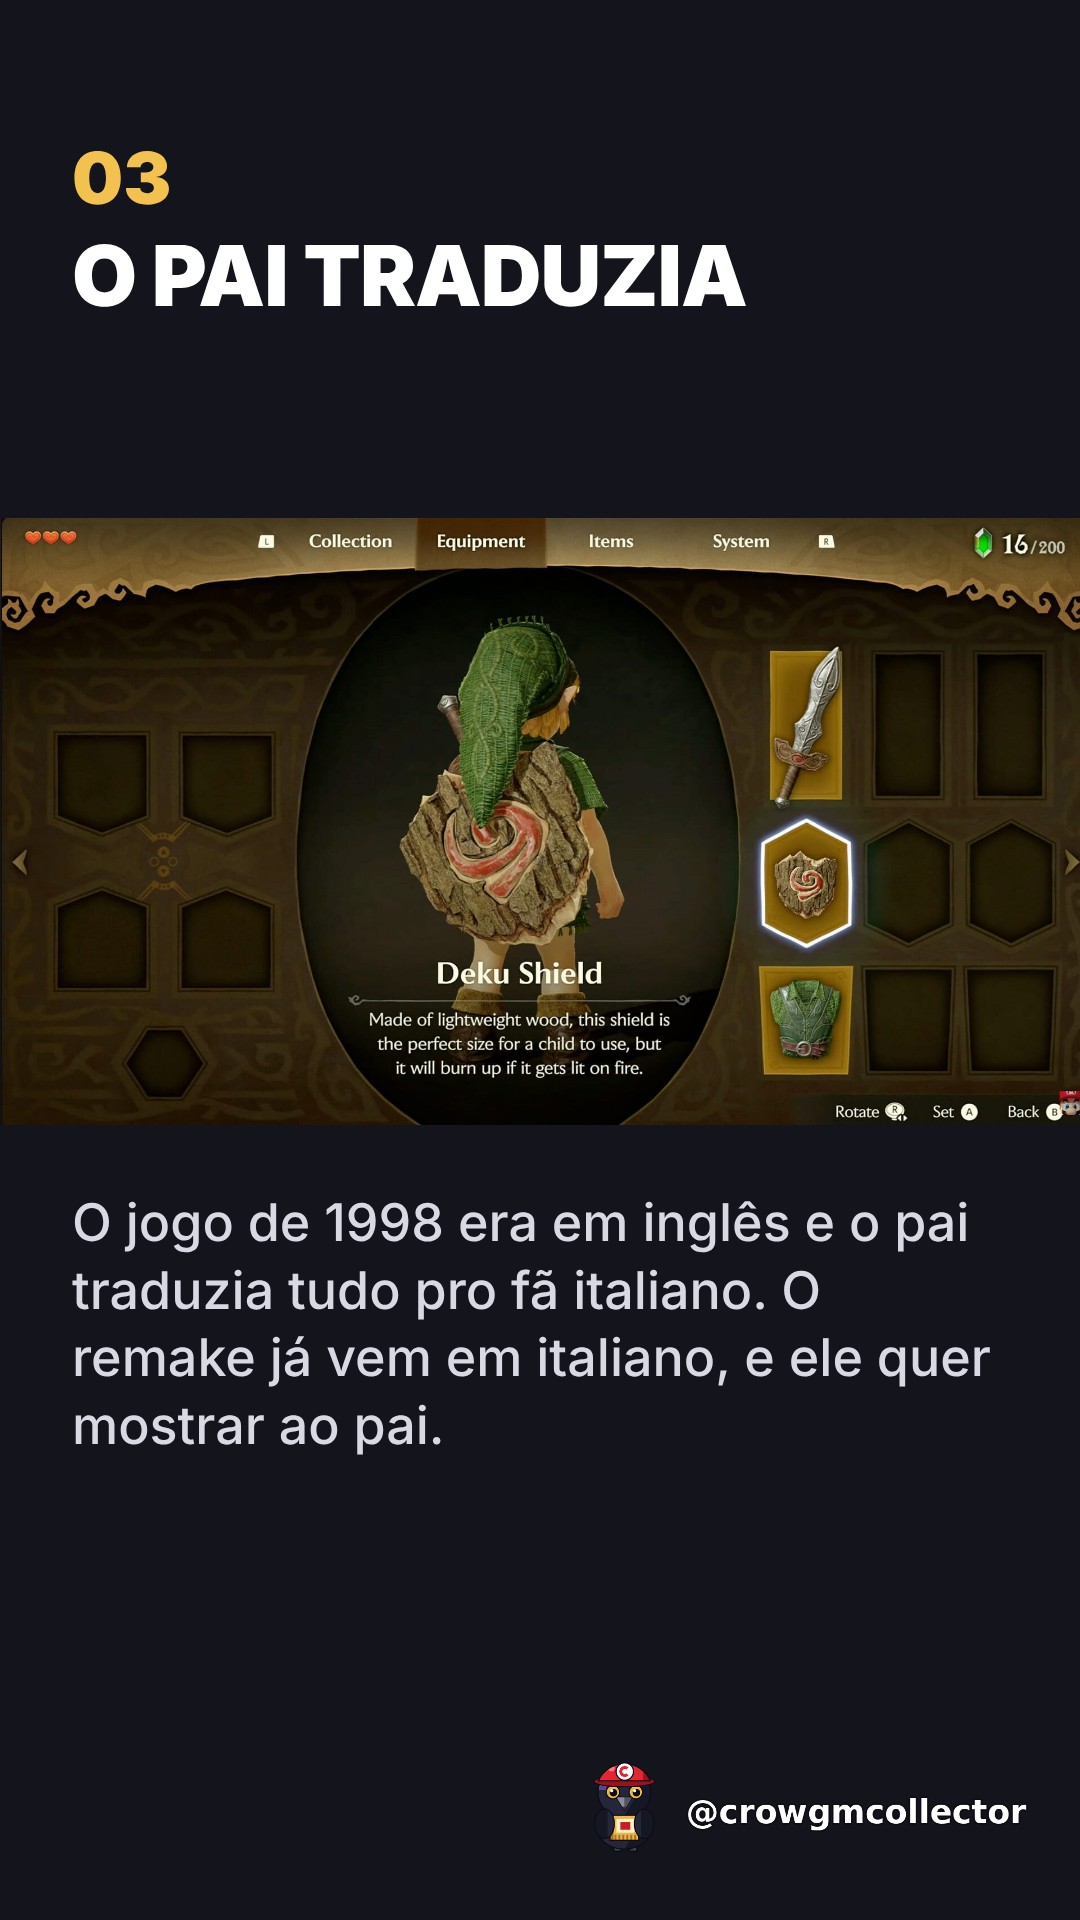 03
O PAI TRADUZIA
L Collection Equipment Items System R
16/200
Deku Shield
Made of lightweight wood, this shield is
the perfect size for a child to use, but
it will burn up if it gets lit on fire.
Rotate R Set A Back B
O jogo de 1998 era em inglês e o pai
traduzia tudo pro fã italiano. O
remake já vem em italiano, e ele quer
mostrar ao pai.
C
@crowgmcollector